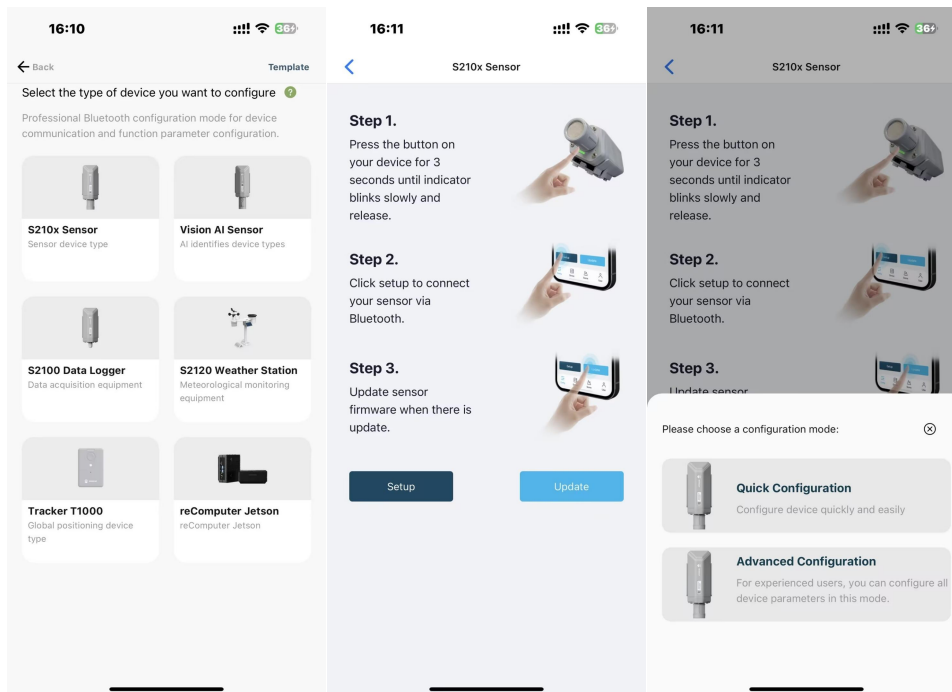 16:10
36
Back
Template
Select the type of device you want to configure ?
Professional Bluetooth configuration mode for device
communication and function parameter configuration.
S210x Sensor
Sensor device type
Vision AI Sensor
AI identifies device types
S2100 Data Logger
Data acquisition equipment
S2120 Weather Station
Meteorological monitoring
equipment
Tracker T1000
Global positioning device
type
reComputer Jetson
reComputer Jetson
16:11
36
S210x Sensor
Step 1.
Press the button on
your device for 3
seconds until indicator
blinks slowly and
release.
Step 2.
Click setup to connect
your sensor via
Bluetooth.
Step 3.
Update sensor
firmware when there is
update.
Setup
Update
16:11
36
S210x Sensor
Step 1.
Press the button on
your device for 3
seconds until indicator
blinks slowly and
release.
Step 2.
Click setup to connect
your sensor via
Bluetooth.
Step 3.
Update sensor
Please choose a configuration mode:
Quick Configuration
Configure device quickly and easily
Advanced Configuration
For experienced users, you can configure all
device parameters in this mode.